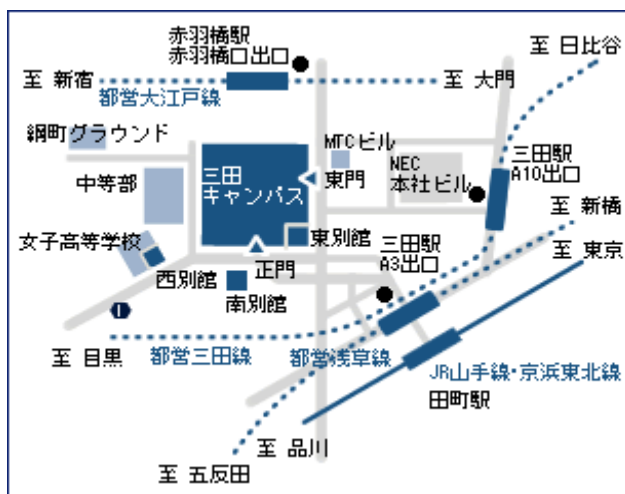 赤羽橋駅
赤羽橋口出口
至 日比谷
至 新宿
至 大門
都営大江戸線
綱町グラウンド
MTCビル
NEC
本社ビル
三田駅
A10出口
中等部
三田
キャンパス
東門
至 新橋
女子高等学校
東別館
三田駅
A3出口
至 東京
西別館
正門
南別館
至 目黒
都営三田線
都営浅草線
JR山手線・京浜東北線
田町駅
至 品川
至 五反田